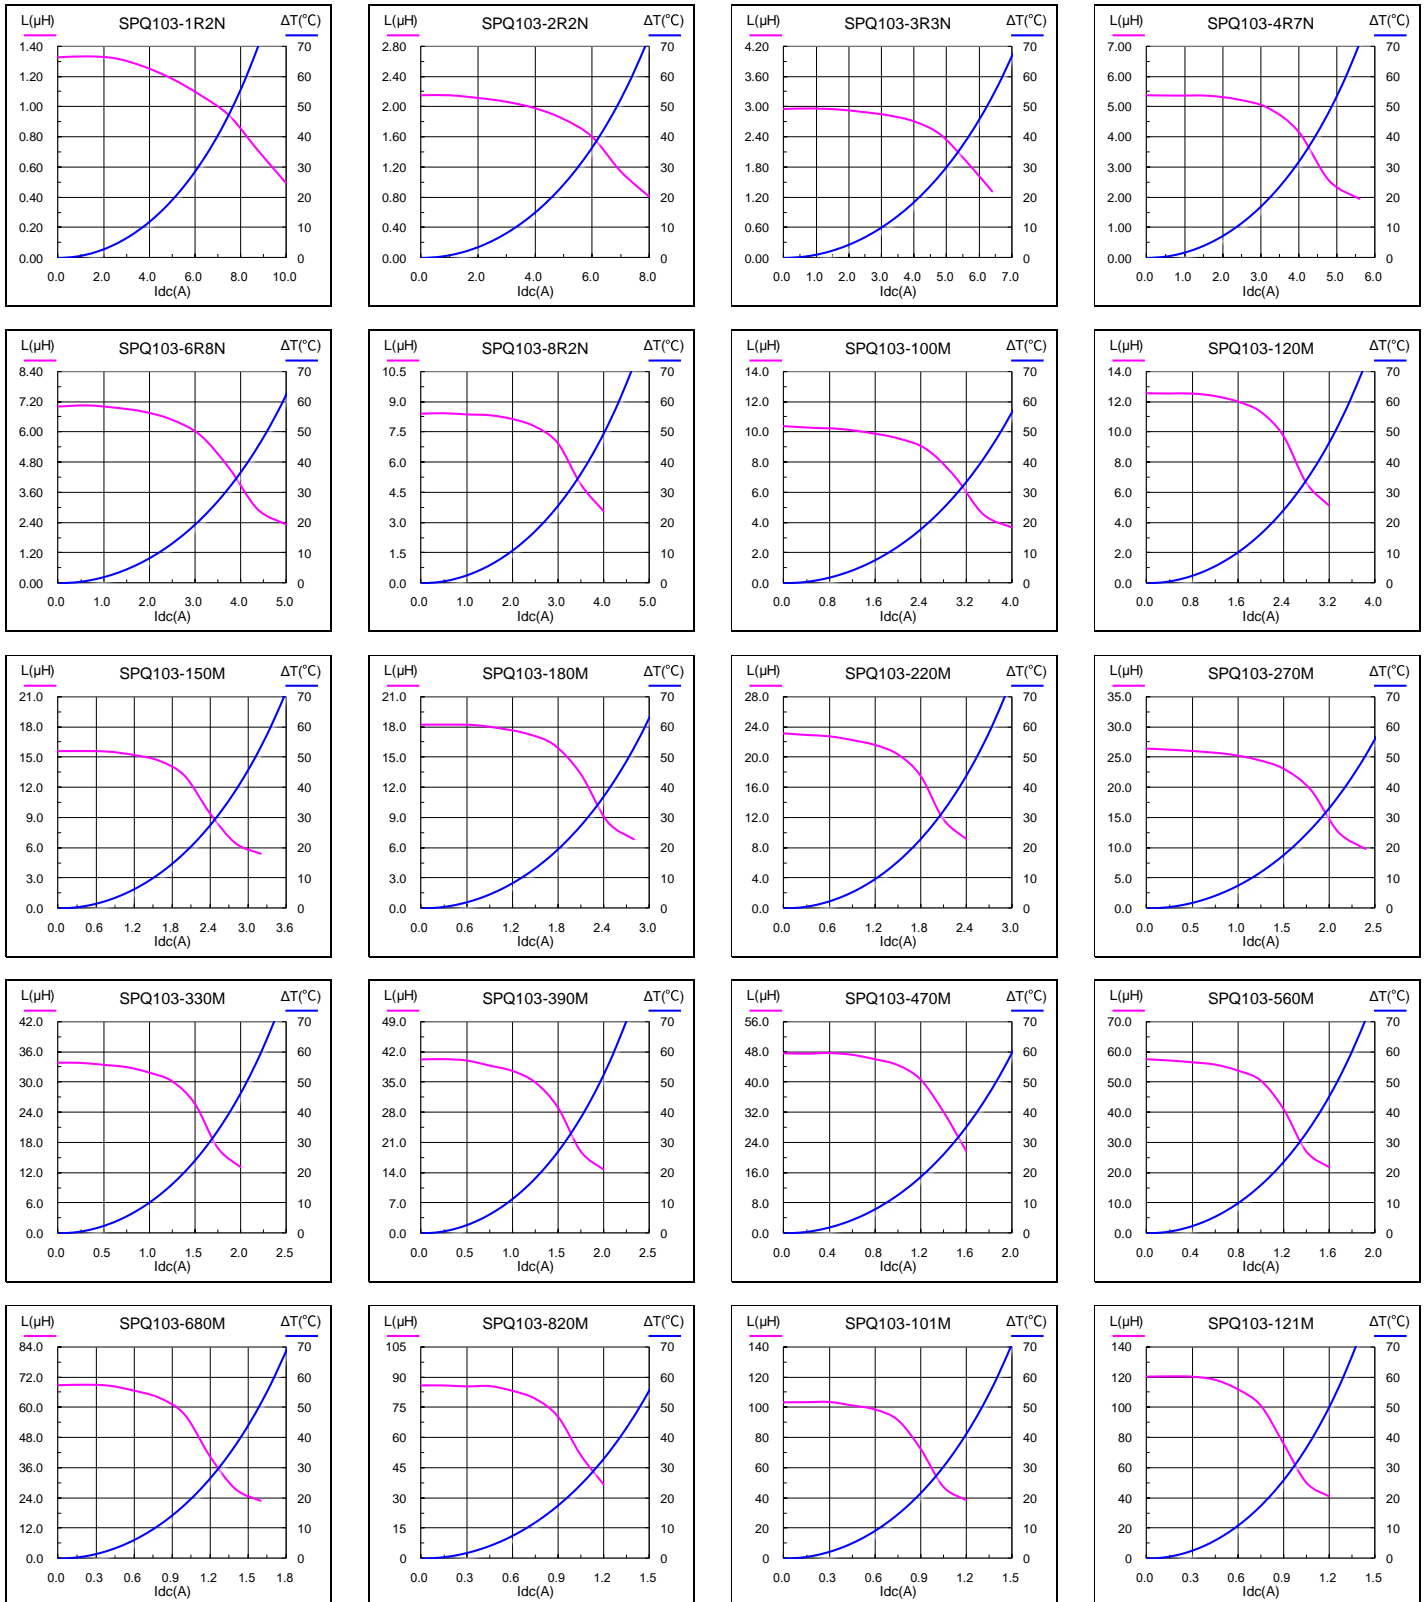 L(μH) SPQ103-1R2N ΔT(°C)
1.40 70
1.20 60
1.00 50
0.80 40
0.60 30
0.40 20
0.20 10
0.00 0
0.0 2.0 4.0 6.0 8.0 10.0
Idc(A)
L(μH) SPQ103-2R2N ΔT(°C)
2.80 70
2.40 60
2.00 50
1.60 40
1.20 30
0.80 20
0.40 10
0.00 0
0.0 2.0 4.0 6.0 8.0
Idc(A)
L(μH) SPQ103-3R3N ΔT(°C)
4.20 70
3.60 60
3.00 50
2.40 40
1.80 30
1.20 20
0.60 10
0.00 0
0.0 1.0 2.0 3.0 4.0 5.0 6.0 7.0
Idc(A)
L(μH) SPQ103-4R7N ΔT(°C)
7.00 70
6.00 60
5.00 50
4.00 40
3.00 30
2.00 20
1.00 10
0.00 0
0.0 1.0 2.0 3.0 4.0 5.0 6.0
Idc(A)
L(μH) SPQ103-6R8N ΔT(°C)
8.40 70
7.20 60
6.00 50
4.80 40
3.60 30
2.40 20
1.20 10
0.00 0
0.0 1.0 2.0 3.0 4.0 5.0
Idc(A)
L(μH) SPQ103-8R2N ΔT(°C)
10.5 70
9.0 60
7.5 50
6.0 40
4.5 30
3.0 20
1.5 10
0.0 0
0.0 1.0 2.0 3.0 4.0 5.0
Idc(A)
L(μH) SPQ103-100M ΔT(°C)
14.0 70
12.0 60
10.0 50
8.0 40
6.0 30
4.0 20
2.0 10
0.0 0
0.0 0.8 1.6 2.4 3.2 4.0
Idc(A)
L(μH) SPQ103-120M ΔT(°C)
14.0 70
12.0 60
10.0 50
8.0 40
6.0 30
4.0 20
2.0 10
0.0 0
0.0 0.8 1.6 2.4 3.2 4.0
Idc(A)
L(μH) SPQ103-150M ΔT(°C)
21.0 70
18.0 60
15.0 50
12.0 40
9.0 30
6.0 20
3.0 10
0.0 0
0.0 0.6 1.2 1.8 2.4 3.0 3.6
Idc(A)
L(μH) SPQ103-180M ΔT(°C)
21.0 70
18.0 60
15.0 50
12.0 40
9.0 30
6.0 20
3.0 10
0.0 0
0.0 0.6 1.2 1.8 2.4 3.0
Idc(A)
L(μH) SPQ103-220M ΔT(°C)
28.0 70
24.0 60
20.0 50
16.0 40
12.0 30
8.0 20
4.0 10
0.0 0
0.0 0.6 1.2 1.8 2.4 3.0
Idc(A)
L(μH) SPQ103-270M ΔT(°C)
35.0 70
30.0 60
25.0 50
20.0 40
15.0 30
10.0 20
5.0 10
0.0 0
0.0 0.5 1.0 1.5 2.0 2.5
Idc(A)
L(μH) SPQ103-330M ΔT(°C)
42.0 70
36.0 60
30.0 50
24.0 40
18.0 30
12.0 20
6.0 10
0.0 0
0.0 0.5 1.0 1.5 2.0 2.5
Idc(A)
L(μH) SPQ103-390M ΔT(°C)
49.0 70
42.0 60
35.0 50
28.0 40
21.0 30
14.0 20
7.0 10
0.0 0
0.0 0.5 1.0 1.5 2.0 2.5
Idc(A)
L(μH) SPQ103-470M ΔT(°C)
56.0 70
48.0 60
40.0 50
32.0 40
24.0 30
16.0 20
8.0 10
0.0 0
0.0 0.4 0.8 1.2 1.6 2.0
Idc(A)
L(μH) SPQ103-560M ΔT(°C)
70.0 70
60.0 60
50.0 50
40.0 40
30.0 30
20.0 20
10.0 10
0.0 0
0.0 0.4 0.8 1.2 1.6 2.0
Idc(A)
L(μH) SPQ103-680M ΔT(°C)
84.0 70
72.0 60
60.0 50
48.0 40
36.0 30
24.0 20
12.0 10
0.0 0
0.0 0.3 0.6 0.9 1.2 1.5 1.8
Idc(A)
L(μH) SPQ103-820M ΔT(°C)
105 70
90 60
75 50
60 40
45 30
30 20
15 10
0 0
0.0 0.3 0.6 0.9 1.2 1.5
Idc(A)
L(μH) SPQ103-101M ΔT(°C)
140 70
120 60
100 50
80 40
60 30
40 20
20 10
0 0
0.0 0.3 0.6 0.9 1.2 1.5
Idc(A)
L(μH) SPQ103-121M ΔT(°C)
140 70
120 60
100 50
80 40
60 30
40 20
20 10
0 0
0.0 0.3 0.6 0.9 1.2 1.5
Idc(A)